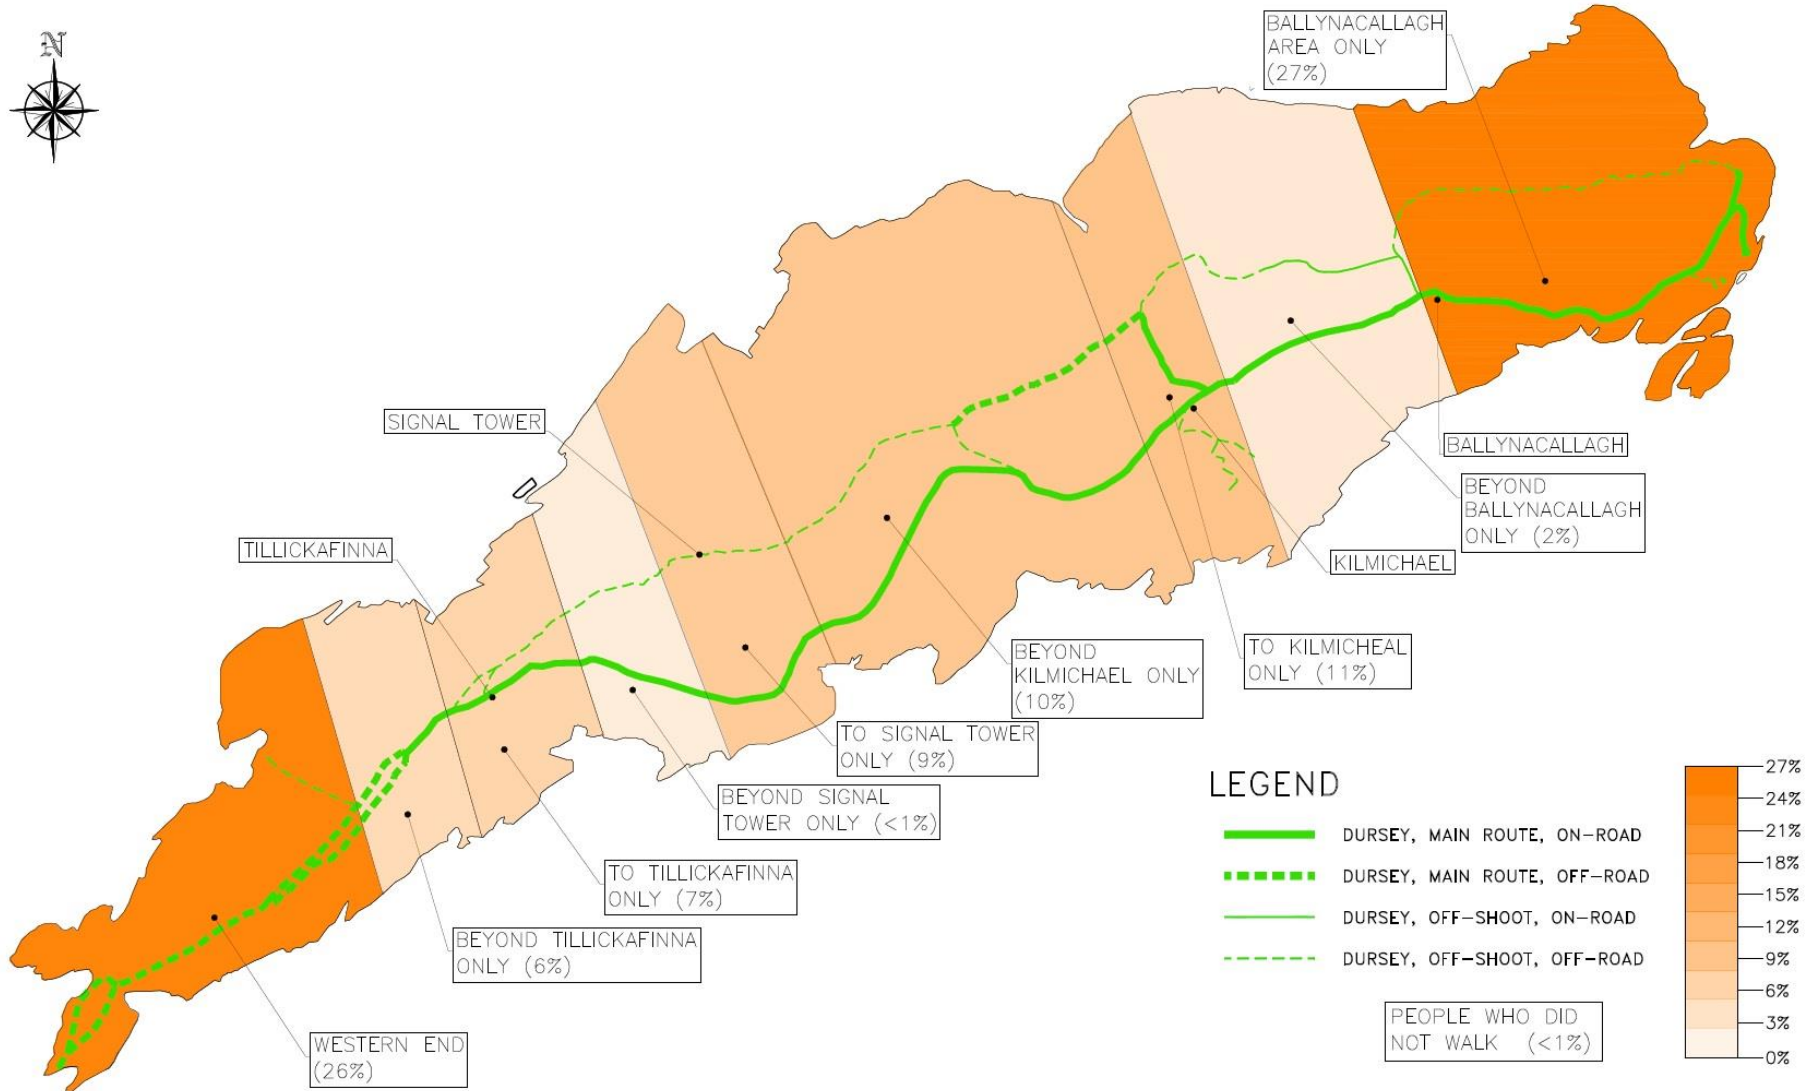 N
BALLYNACALLAGH
AREA ONLY
(27%)
SIGNAL TOWER
BALLYNACALLAGH
BEYOND
BALLYNACALLAGH
ONLY (2%)
TILLICKAFINNA
KILMICHAEL
BEYOND
KILMICHAEL ONLY
(10%)
TO KILMICHEAL
ONLY (11%)
TO SIGNAL TOWER
ONLY (9%)
BEYOND SIGNAL
TOWER ONLY (<1%)
TO TILLICKAFINNA
ONLY (7%)
BEYOND TILLICKAFINNA
ONLY (6%)
WESTERN END
(26%)
LEGEND
DURSEY, MAIN ROUTE, ON-ROAD
DURSEY, MAIN ROUTE, OFF-ROAD
DURSEY, OFF-SHOOT, ON-ROAD
DURSEY, OFF-SHOOT, OFF-ROAD
PEOPLE WHO DID
NOT WALK (<1%)
27%
24%
21%
18%
15%
12%
9%
6%
3%
0%